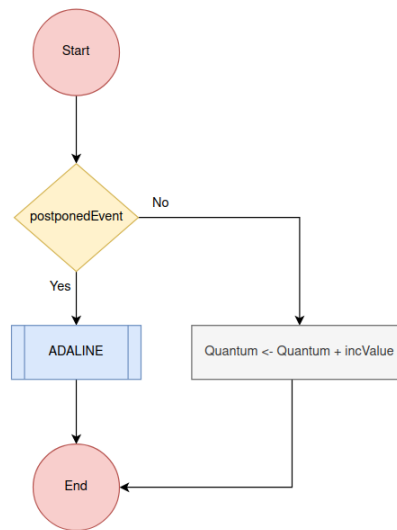 Start
postponedEvent
No
Yes
ADALINE
Quantum <- Quantum + incValue
End